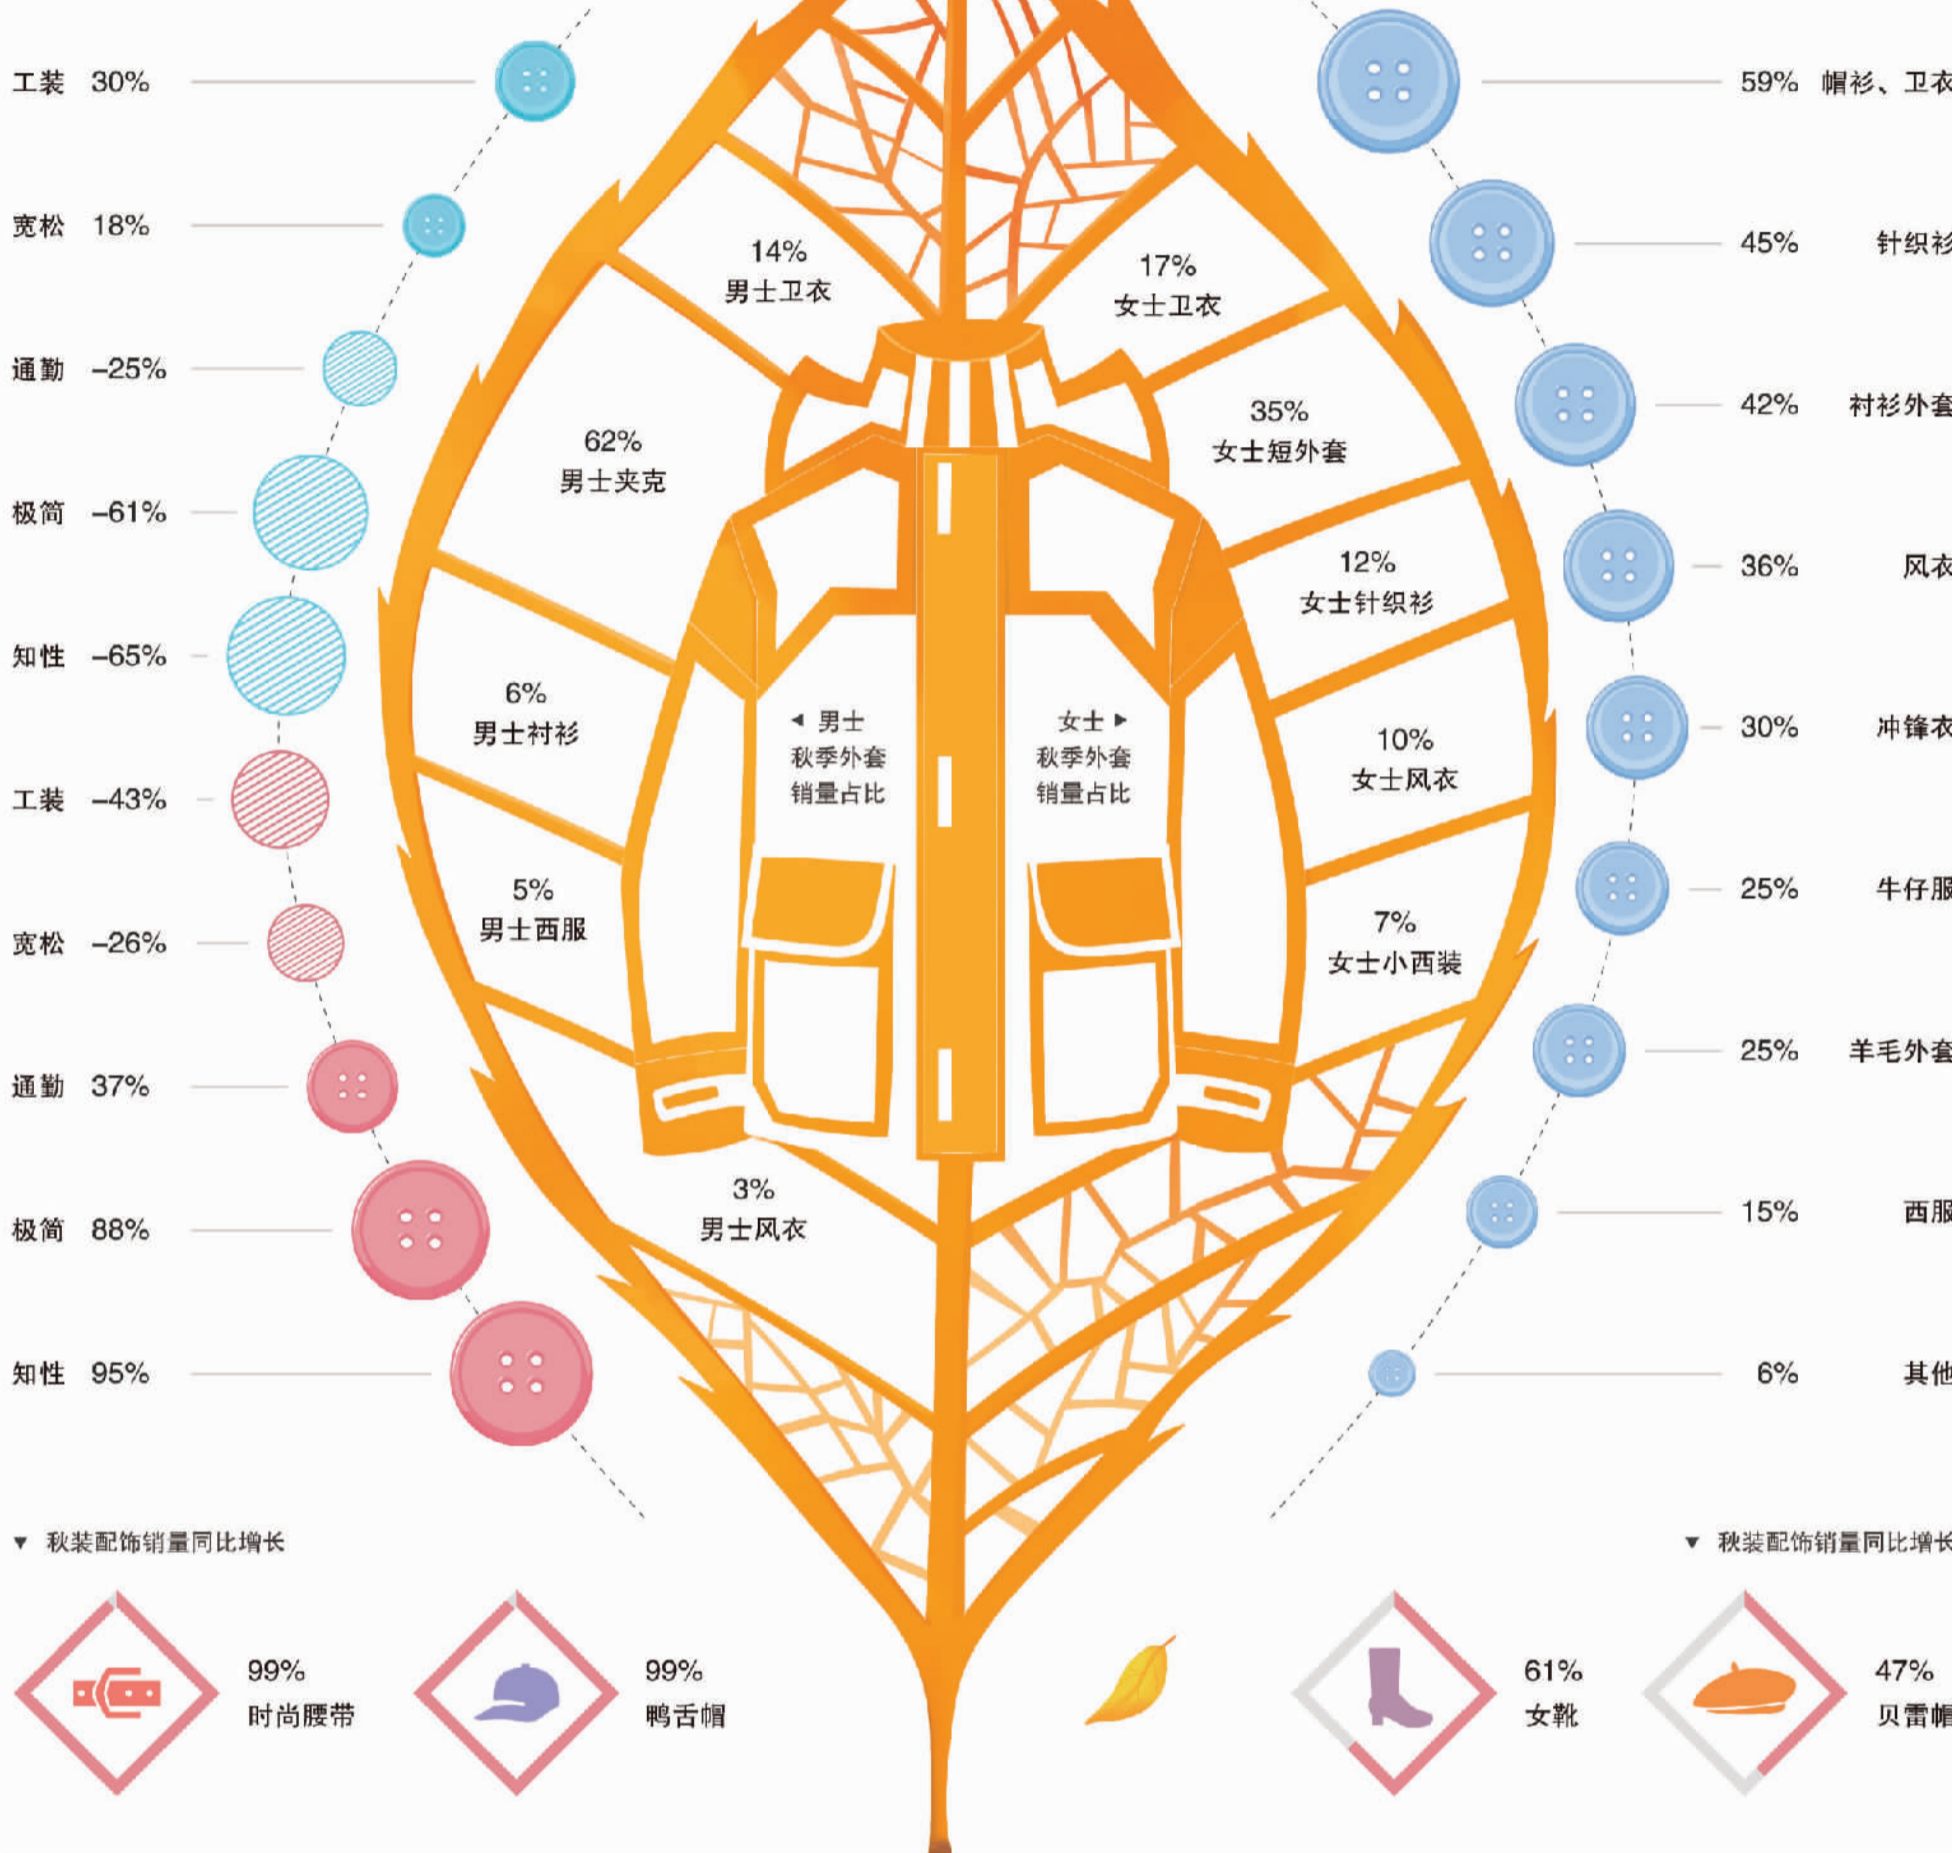 工装 30%
宽松 18%
通勤 –25%
极简 –61%
知性 –65%
工装 –43%
宽松 –26%
通勤 37%
极简 88%
知性 95%
14%
男士卫衣
62%
男士夹克
6%
男士衬衫
5%
男士西服
3%
男士风衣
◀ 男士
秋季外套
销量占比
女士 ▶
秋季外套
销量占比
17%
女士卫衣
35%
女士短外套
12%
女士针织衫
10%
女士风衣
7%
女士小西装
59% 帽衫、卫衣
45% 针织衫
42% 衬衫外套
36% 风衣
30% 冲锋衣
25% 牛仔服
25% 羊毛外套
15% 西服
6% 其他
▼ 秋装配饰销量同比增长
99%
时尚腰带
99%
鸭舌帽
▼ 秋装配饰销量同比增长
61%
女靴
47%
贝雷帽